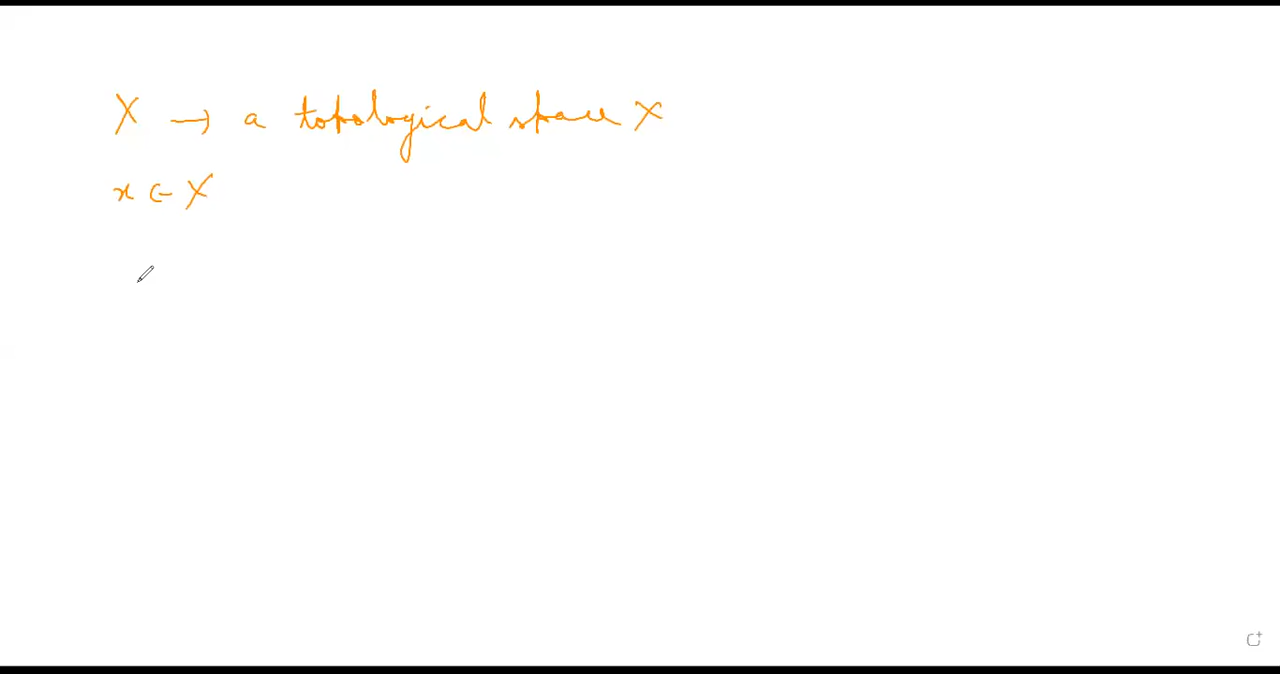 X → a topological space X
x ∈ X